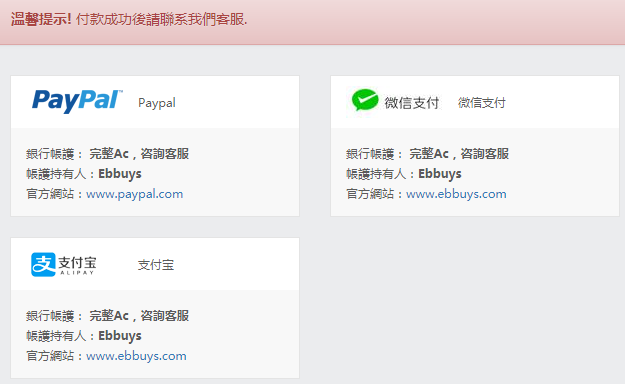 溫馨提示! 付款成功後請聯系我們客服.
PayPal Paypal
銀行帳護： 完整Ac，咨詢客服
帳護持有人：Ebbuys
官方網站：www.paypal.com
微信支付 微信支付
銀行帳護： 完整Ac，咨詢客服
帳護持有人：Ebbuys
官方網站：www.ebbuys.com
支 支付宝 支付宝
ALIPAY
銀行帳護： 完整Ac，咨詢客服
帳護持有人：Ebbuys
官方網站：www.ebbuys.com